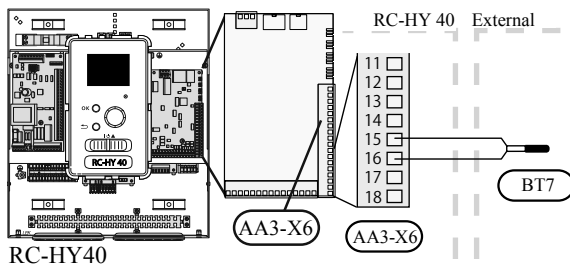 RC-HY 40 External
11
12
13
14
15
16
17
18
OK
RC-HY 40
BT7
AA3-X6
AA3-X6
RC-HY40